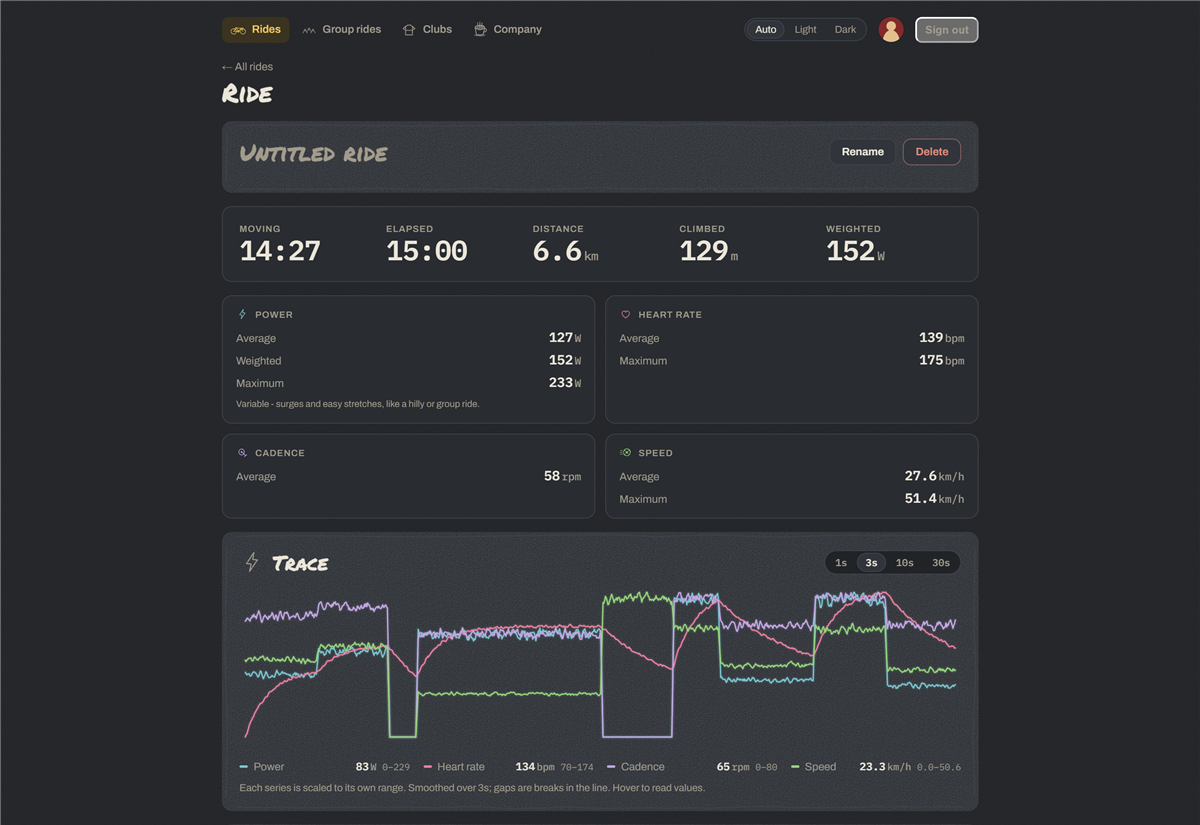 Rides Group rides Clubs Company Auto Light Dark Sign out
← All rides
RIDE
UNTITLED RIDE Rename Delete
MOVING ELAPSED DISTANCE CLIMBED WEIGHTED
14:27 15:00 6.6 km 129 m 152 W
POWER
Average 127 W
Weighted 152 W
Maximum 233 W
Variable - surges and easy stretches, like a hilly or group ride.
HEART RATE
Average 139 bpm
Maximum 175 bpm
CADENCE
Average 58 rpm
SPEED
Average 27.6 km/h
Maximum 51.4 km/h
TRACE 1s 3s 10s 30s
Power 83 W 0–229 Heart rate 134 bpm 70–174 Cadence 65 rpm 0–80 Speed 23.3 km/h 0.0–50.6
Each series is scaled to its own range. Smoothed over 3s; gaps are breaks in the line. Hover to read values.